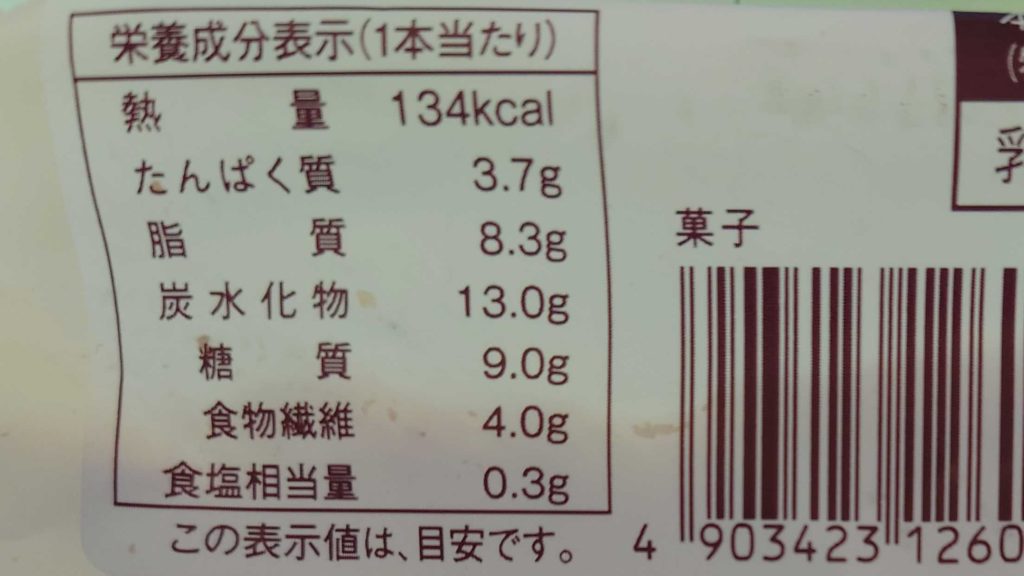 栄養成分表示(1本当たり)
熱量 134kcal
たんぱく質 3.7g
脂質 8.3g
炭水化物 13.0g
糖質 9.0g
食物繊維 4.0g
食塩相当量 0.3g
この表示値は、目安です。
乳
菓子
4 903423 1260